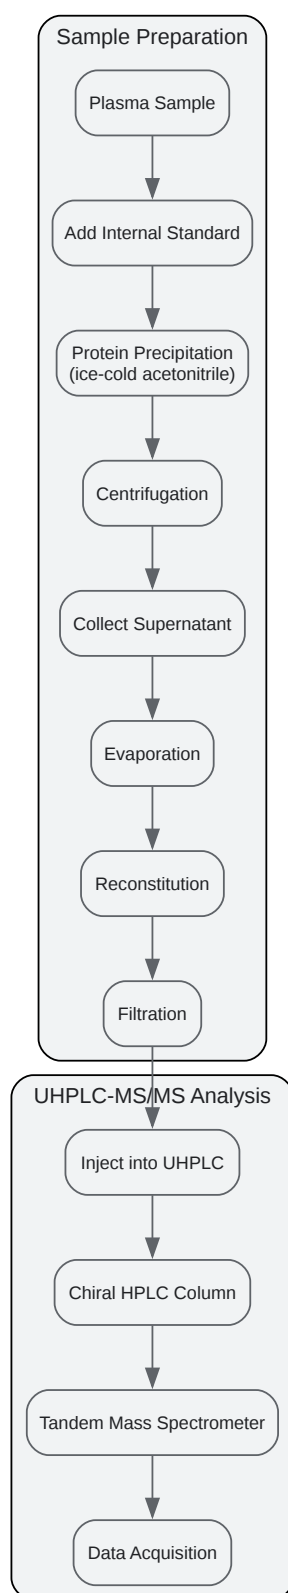 Sample Preparation
Plasma Sample
Add Internal Standard
Protein Precipitation
(ice-cold acetonitrile)
Centrifugation
Collect Supernatant
Evaporation
Reconstitution
Filtration
UHPLC-MS/MS Analysis
Inject into UHPLC
Chiral HPLC Column
Tandem Mass Spectrometer
Data Acquisition